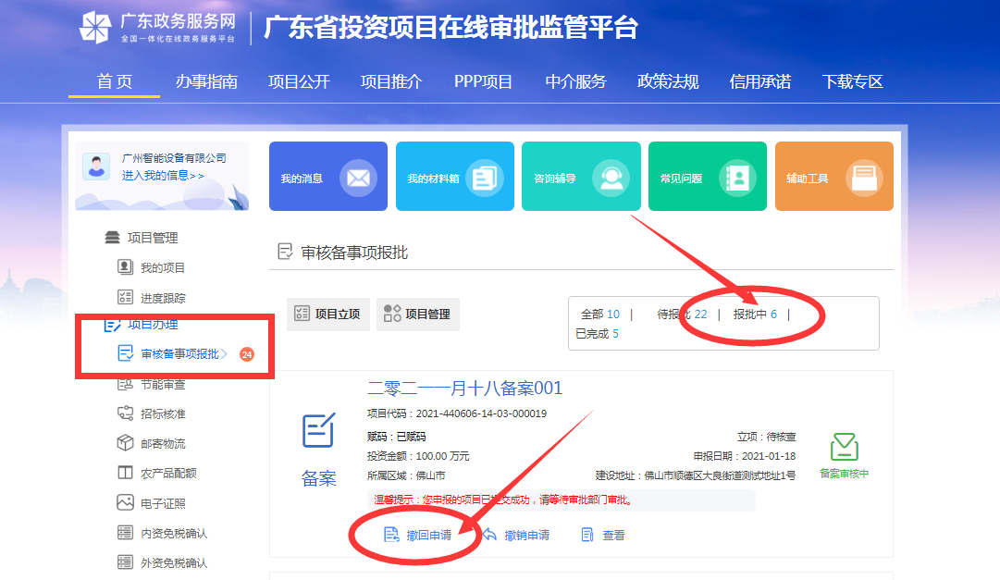 广东政务服务网
全国一体化在线政务服务平台
广东省投资项目在线审批监管平台
首页 办事指南 项目公开 项目推介 PPP项目 中介服务 政策法规 信用承诺 下载专区
广州智能设备有限公司
进入我的信息>>
我的消息
我的材料箱
咨询辅导
常见问题
辅助工具
项目管理
我的项目
进度跟踪
项目办理
审核备事项报批 24
节能审查
招标核准
邮客物流
农产品配额
电子证照
内资免税确认
外资免税确认
审核备事项报批
项目立项
项目管理
全部 10 | 待报批 22 | 报批中 6 |
已完成 5
备案
二零二一一月十八备案001
项目代码：2021-440606-14-03-000019
赋码：已赋码
立项：待核查
投资金额：100.00 万元
申报日期：2021-01-18
所属区域：佛山市
建设地址：佛山市顺德区大良街道测试地址1号
温馨提示：您申报的项目已提交成功，请等待审批部门审批。
撤回申请
撤销申请
查看
备案审核中